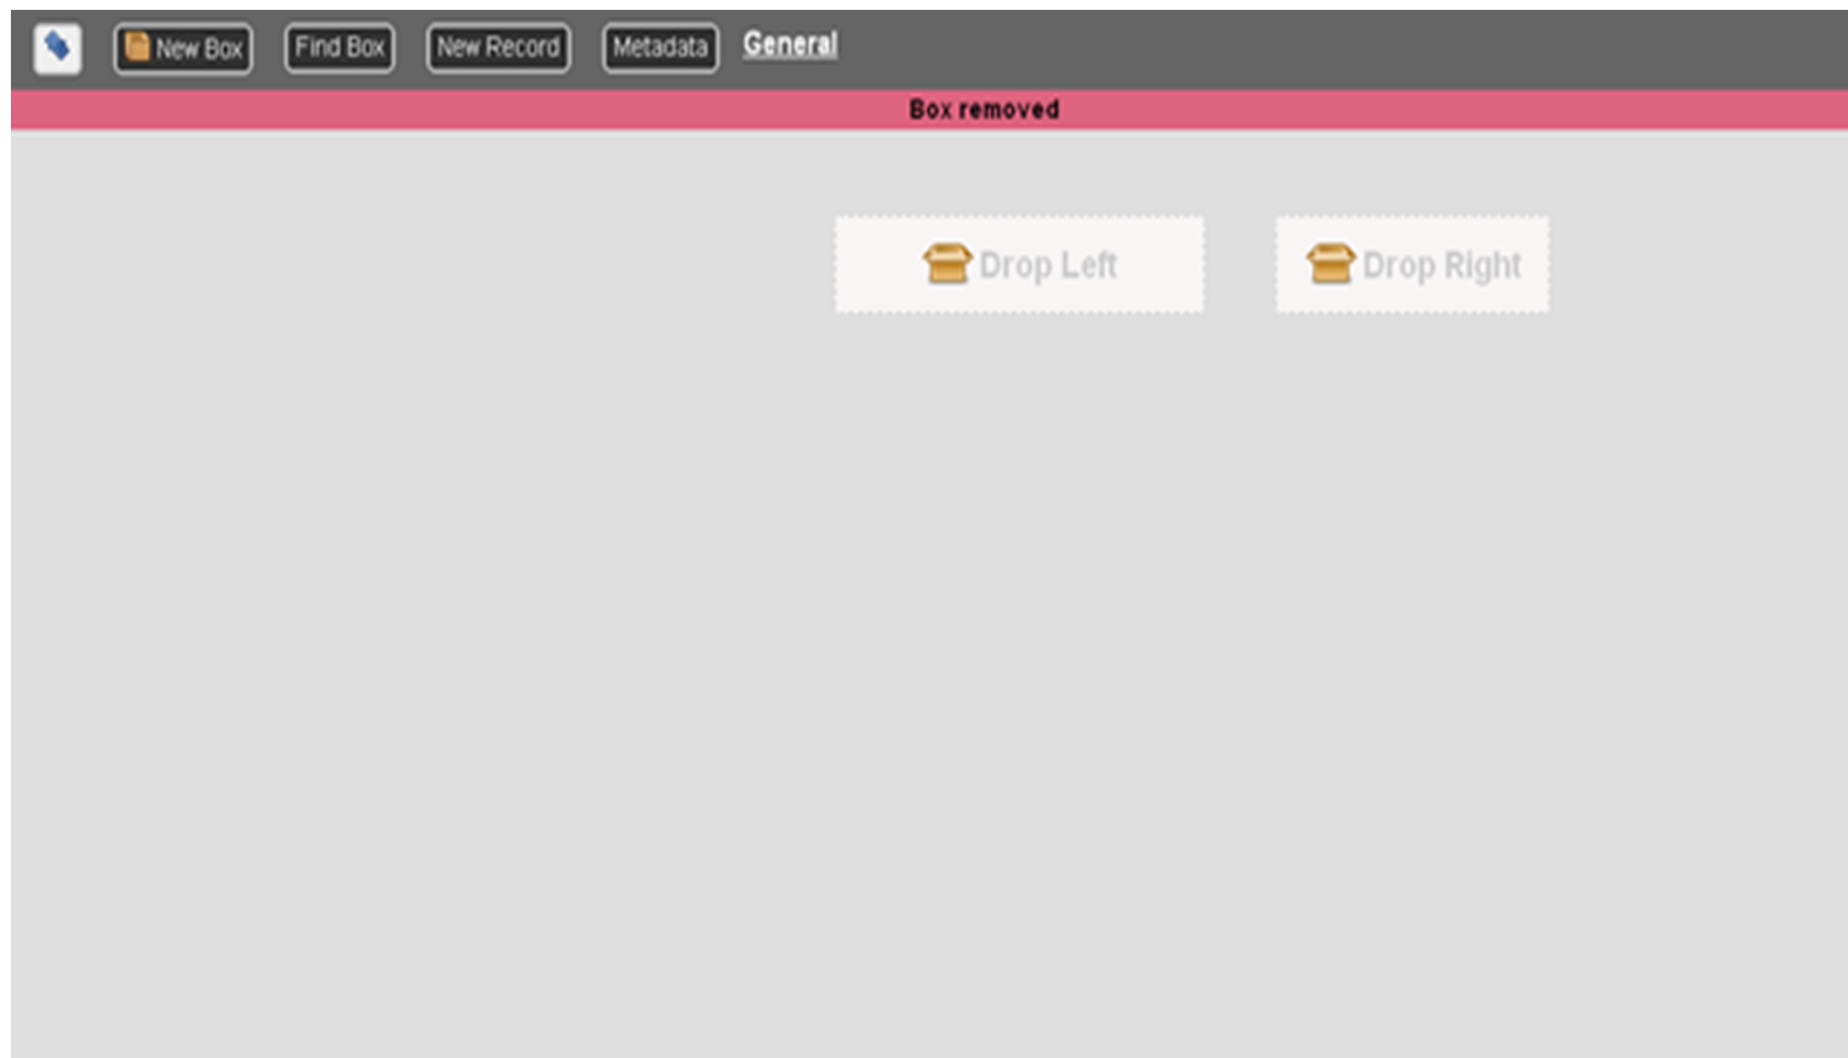 New Box Find Box New Record Metadata General
Box removed
Drop Left Drop Right